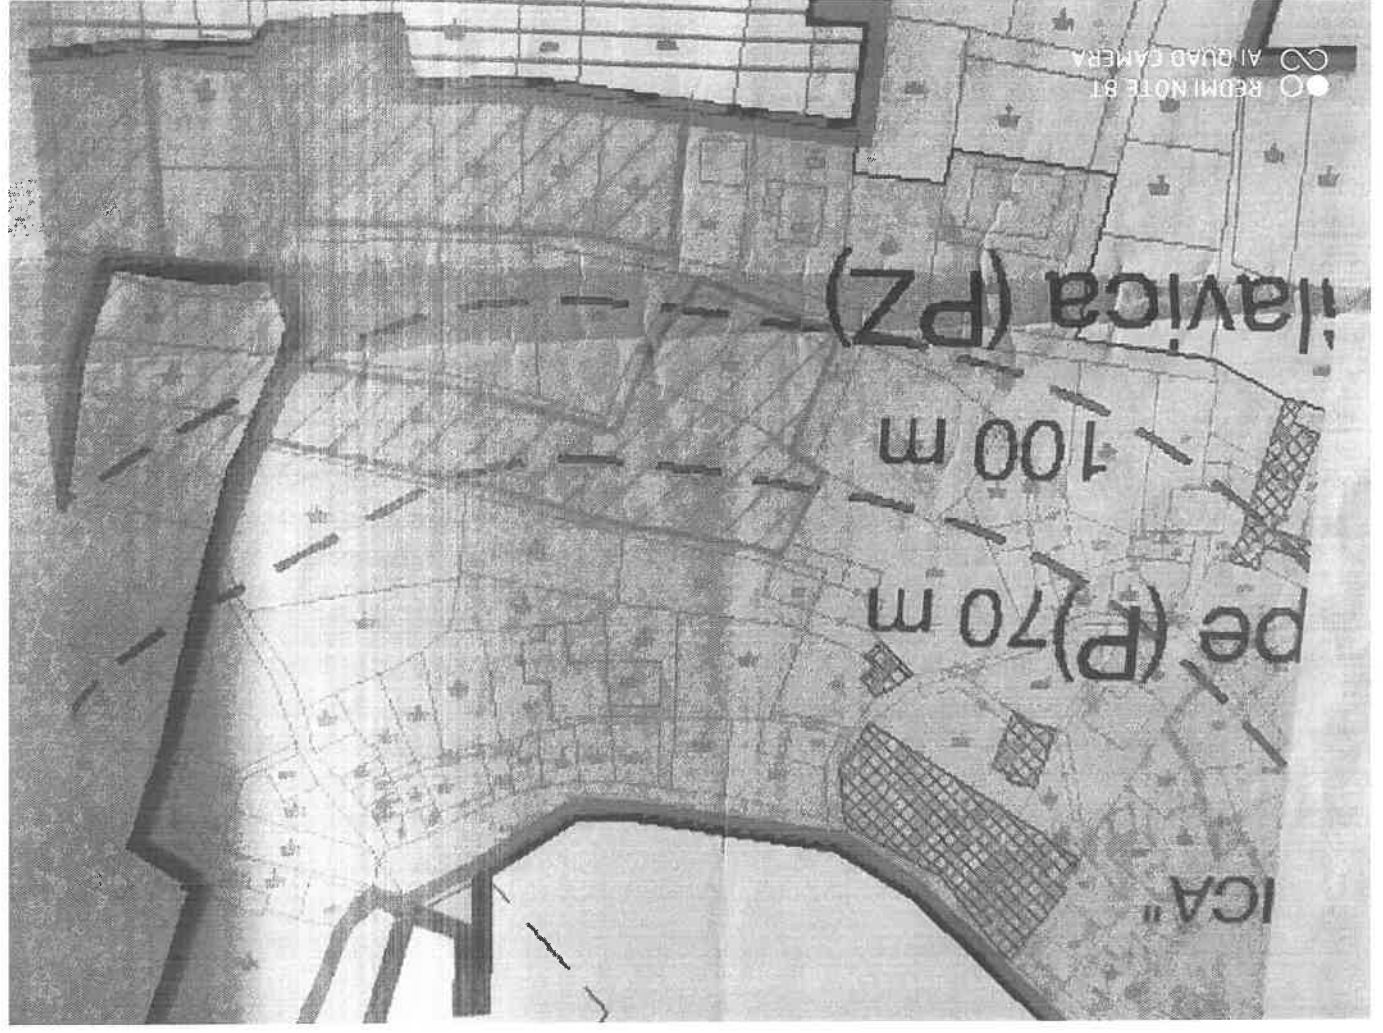 ICA"
pe (P)70 m
100 m
ilavica (PZ)
REDMI NOTE 8T
AI QUAD CAMERA